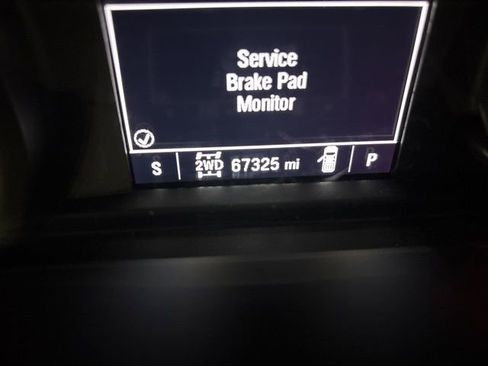 Service
Brake Pad
Monitor
S 2WD 67325 mi P